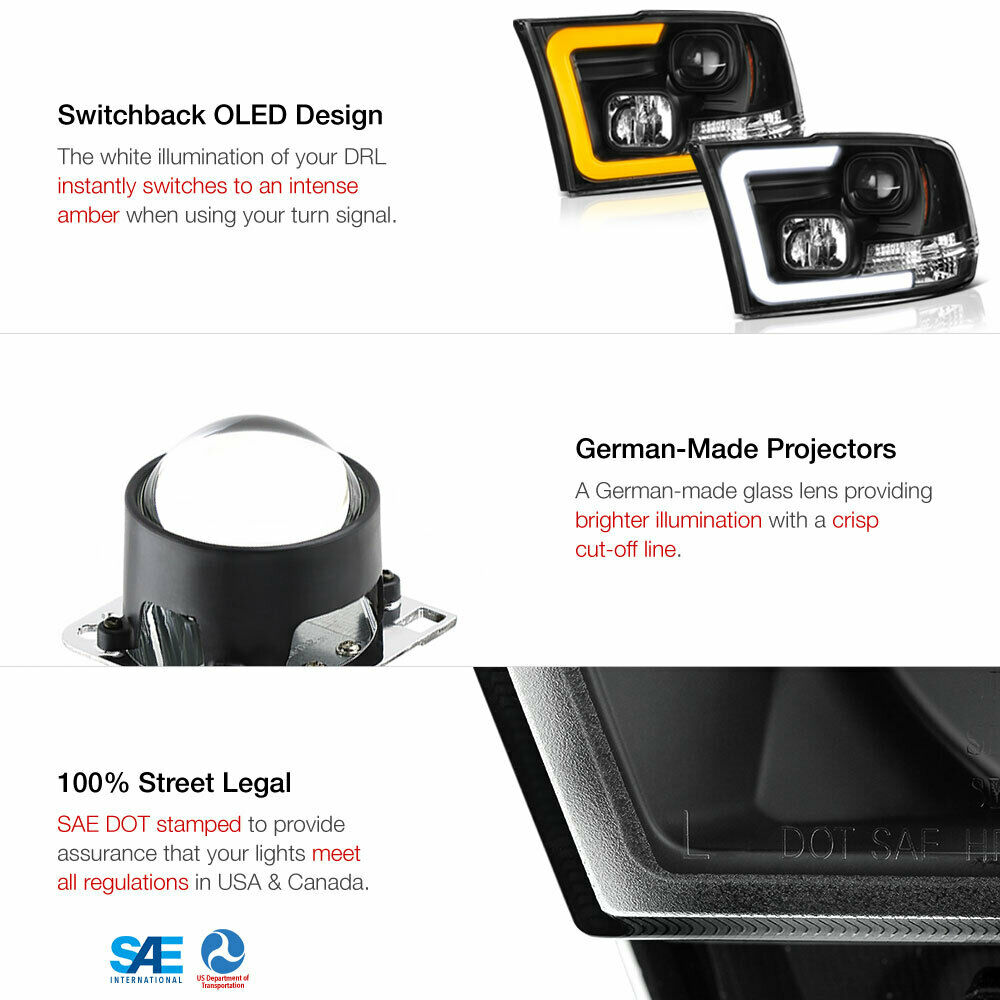 Switchback OLED Design
The white illumination of your DRL
instantly switches to an intense
amber when using your turn signal.
German-Made Projectors
A German-made glass lens providing
brighter illumination with a crisp
cut-off line.
100% Street Legal
SAE DOT stamped to provide
assurance that your lights meet
all regulations in USA & Canada.
L DOT SAE
SAE
INTERNATIONAL
US Department of
Transportation